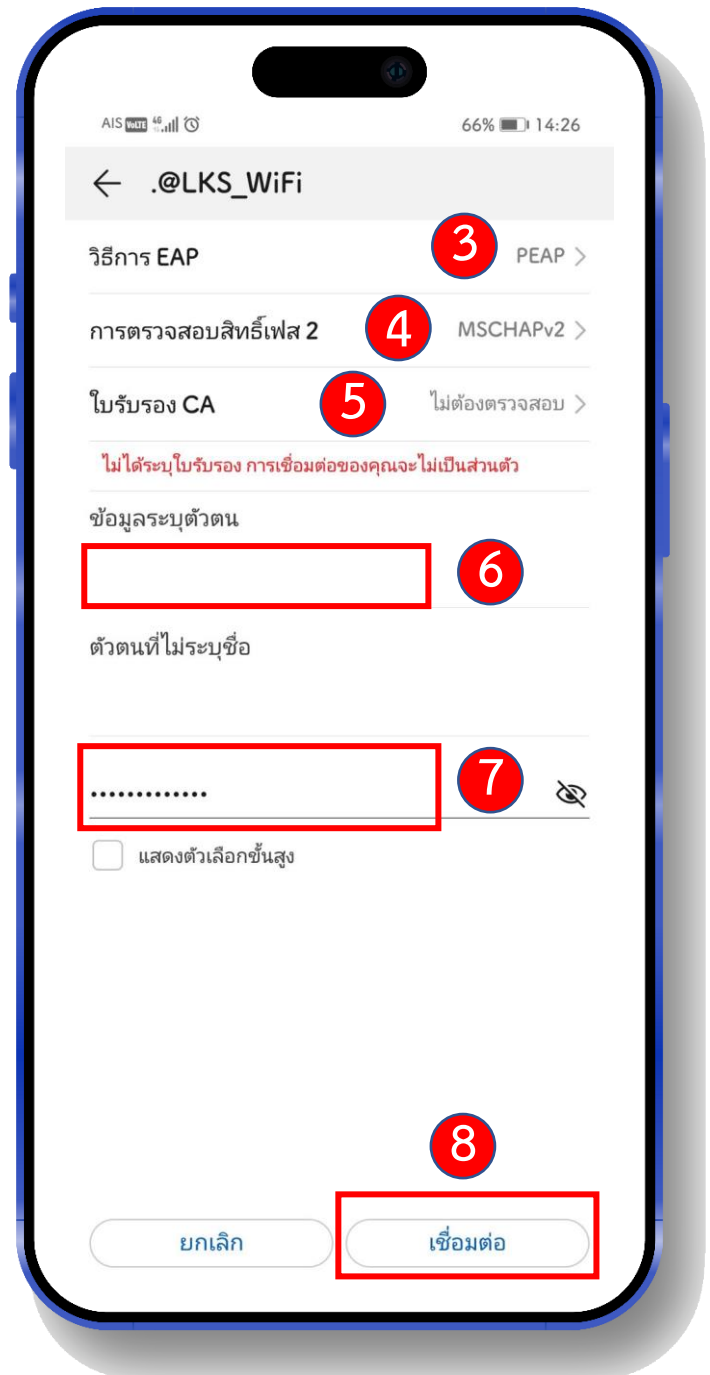 AIS VoLTE 4G 66% 14:26
← .@LKS_WiFi
วิธีการ EAP 3 PEAP >
การตรวจสอบสิทธิ์เฟส 2 4 MSCHAPv2 >
ใบรับรอง CA 5 ไม่ต้องตรวจสอบ >
ไม่ได้ระบุใบรับรอง การเชื่อมต่อของคุณจะไม่เป็นส่วนตัว
ข้อมูลระบุตัวตน
6
ตัวตนที่ไม่ระบุชื่อ
............. 7
แสดงตัวเลือกขั้นสูง
8
ยกเลิก เชื่อมต่อ